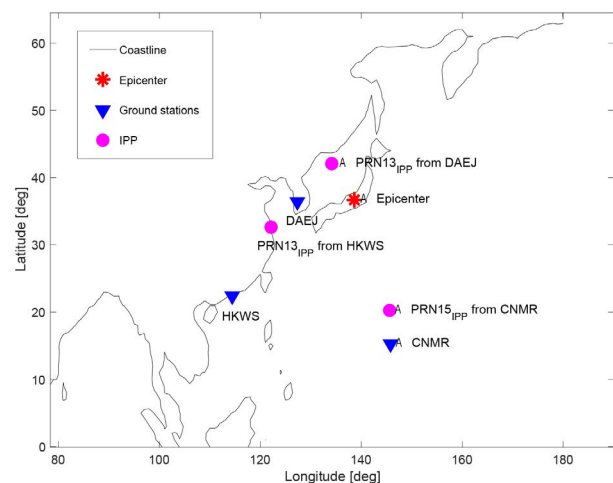 60
50
40
30
20
10
0
Latitude [deg]
Coastline
Epicenter
Ground stations
IPP
A PRN13IPP from DAEJ
DAEJ
A Epicenter
PRN13IPP from HKWS
HKWS
A PRN15IPP from CNMR
A CNMR
80 100 120 140 160 180
Longitude [deg]